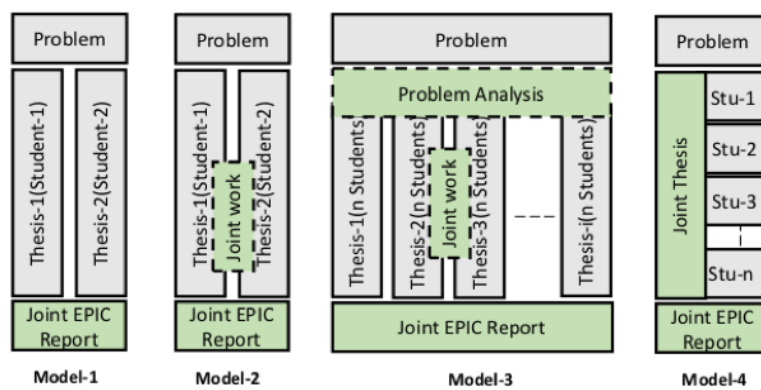 Problem
Thesis-1(Student-1)
Thesis-2(Student-2)
Joint EPIC
Report
Model-1
Problem
Thesis-1(Student-1)
Joint work
Thesis-2(Student-2)
Joint EPIC
Report
Model-2
Problem
Problem Analysis
Thesis-1(n Students)
Thesis-2(n Students)
Joint work
Thesis-3(n Students)
Thesis-i(n Students)
Joint EPIC Report
Model-3
Problem
Joint Thesis
Stu-1
Stu-2
Stu-3
Stu-n
Joint EPIC
Report
Model-4